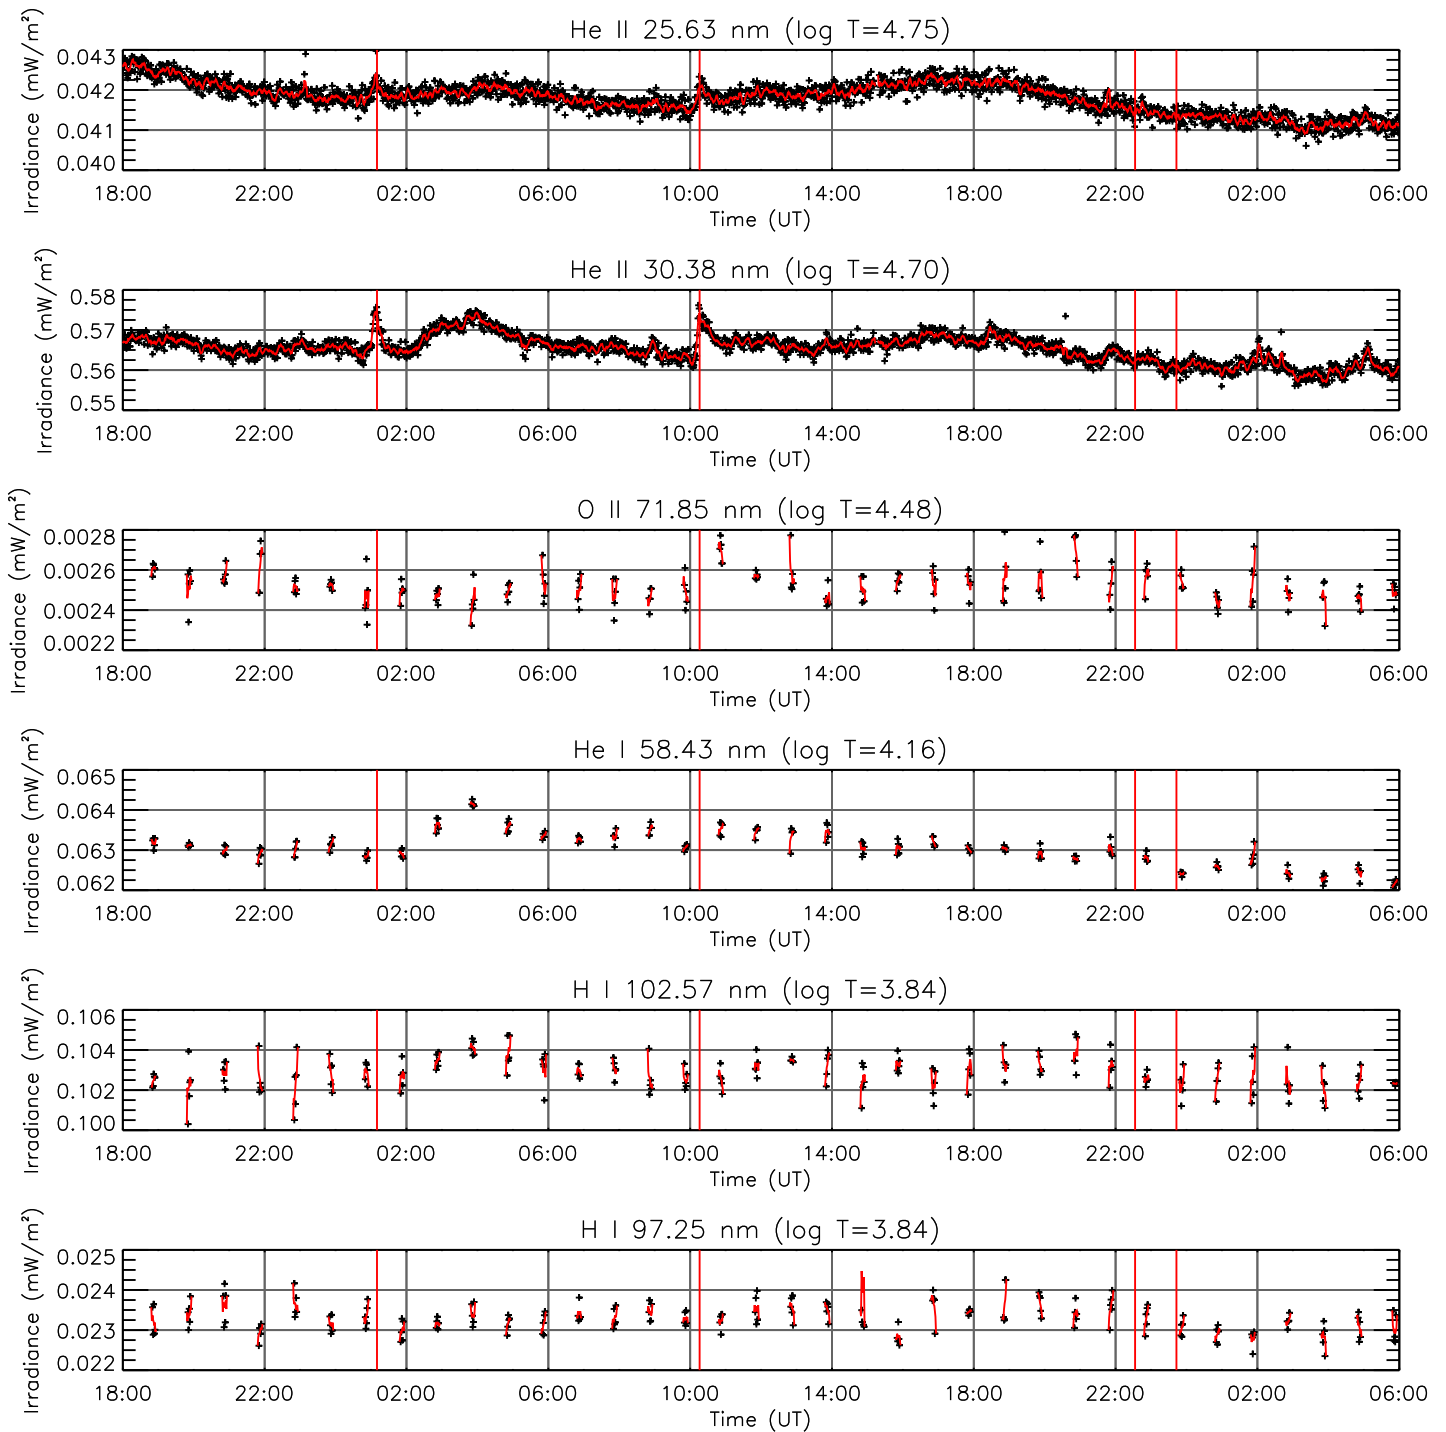 He II 25.63 nm (log T=4.75)
Irradiance (mW/m²)
0.043
0.042
0.041
0.040
18:00 22:00 02:00 06:00 10:00 14:00 18:00 22:00 02:00 06:00
Time (UT)
He II 30.38 nm (log T=4.70)
Irradiance (mW/m²)
0.58
0.57
0.56
0.55
18:00 22:00 02:00 06:00 10:00 14:00 18:00 22:00 02:00 06:00
Time (UT)
O II 71.85 nm (log T=4.48)
Irradiance (mW/m²)
0.0028
0.0026
0.0024
0.0022
18:00 22:00 02:00 06:00 10:00 14:00 18:00 22:00 02:00 06:00
Time (UT)
He I 58.43 nm (log T=4.16)
Irradiance (mW/m²)
0.065
0.064
0.063
0.062
18:00 22:00 02:00 06:00 10:00 14:00 18:00 22:00 02:00 06:00
Time (UT)
H I 102.57 nm (log T=3.84)
Irradiance (mW/m²)
0.106
0.104
0.102
0.100
18:00 22:00 02:00 06:00 10:00 14:00 18:00 22:00 02:00 06:00
Time (UT)
H I 97.25 nm (log T=3.84)
Irradiance (mW/m²)
0.025
0.024
0.023
0.022
18:00 22:00 02:00 06:00 10:00 14:00 18:00 22:00 02:00 06:00
Time (UT)